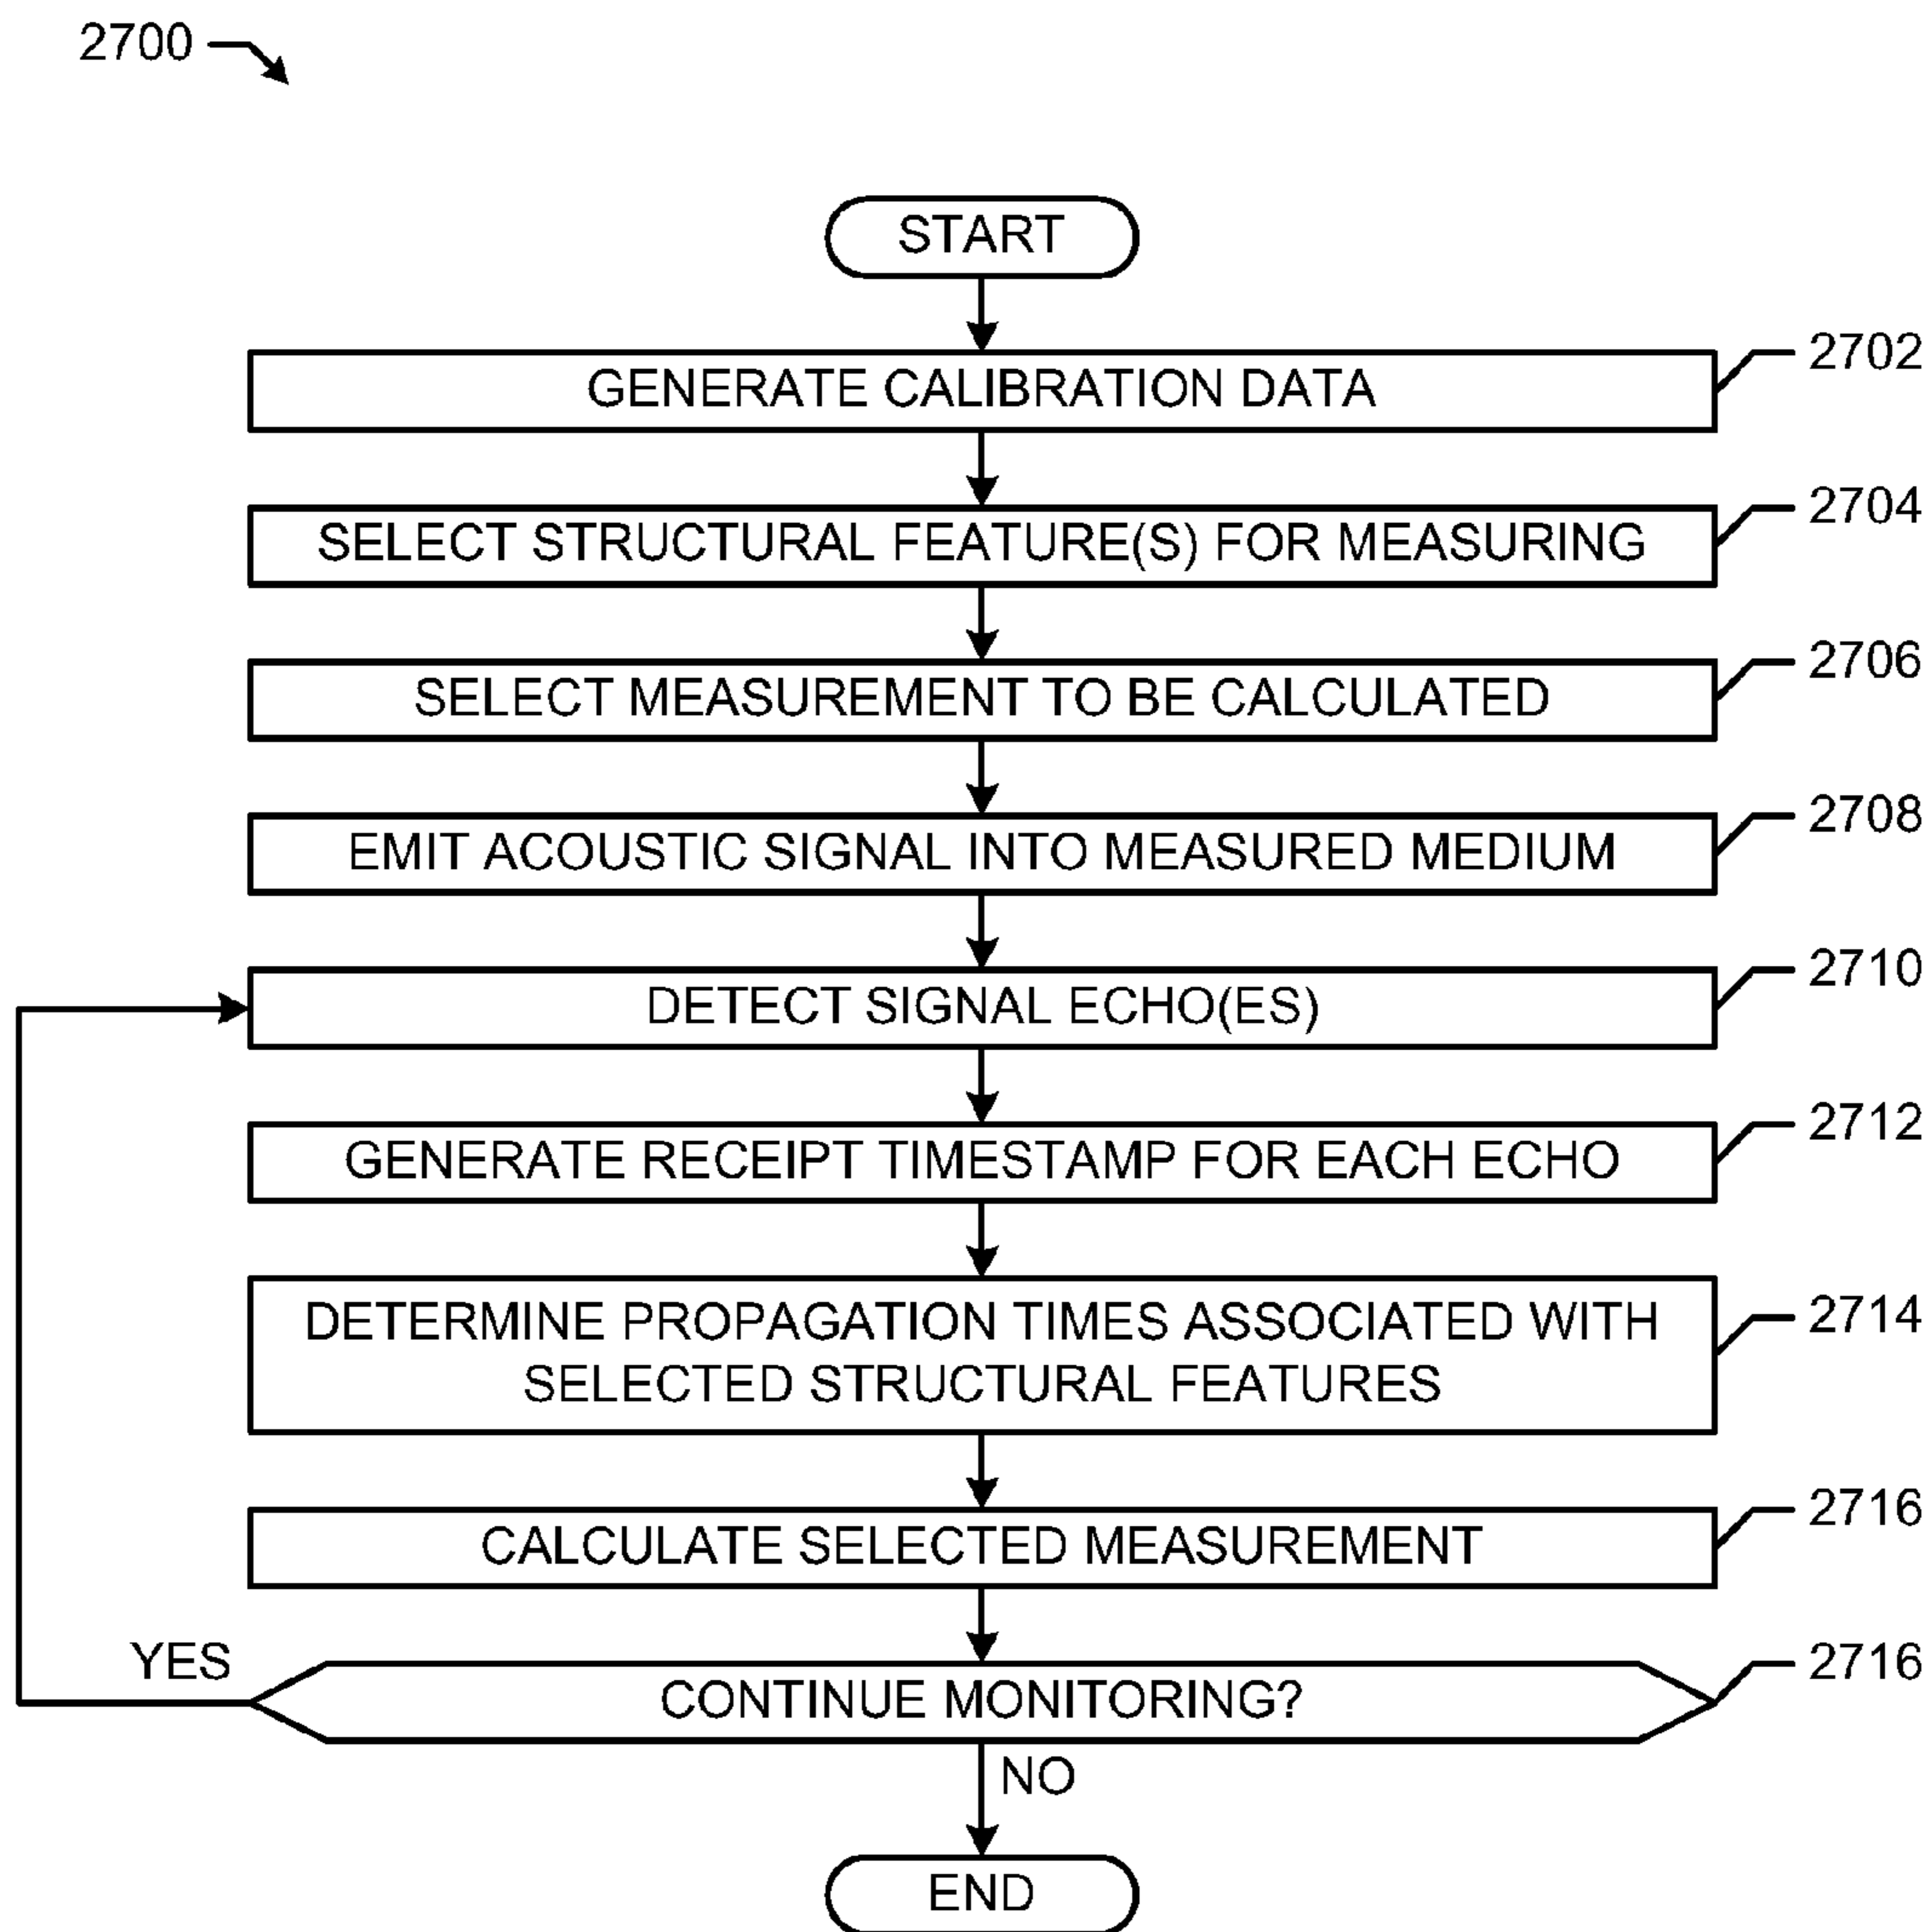 2700
START
GENERATE CALIBRATION DATA
2702
SELECT STRUCTURAL FEATURE(S) FOR MEASURING
2704
SELECT MEASUREMENT TO BE CALCULATED
2706
EMIT ACOUSTIC SIGNAL INTO MEASURED MEDIUM
2708
DETECT SIGNAL ECHO(ES)
2710
GENERATE RECEIPT TIMESTAMP FOR EACH ECHO
2712
DETERMINE PROPAGATION TIMES ASSOCIATED WITH
SELECTED STRUCTURAL FEATURES
2714
CALCULATE SELECTED MEASUREMENT
2716
YES
CONTINUE MONITORING?
2716
NO
END